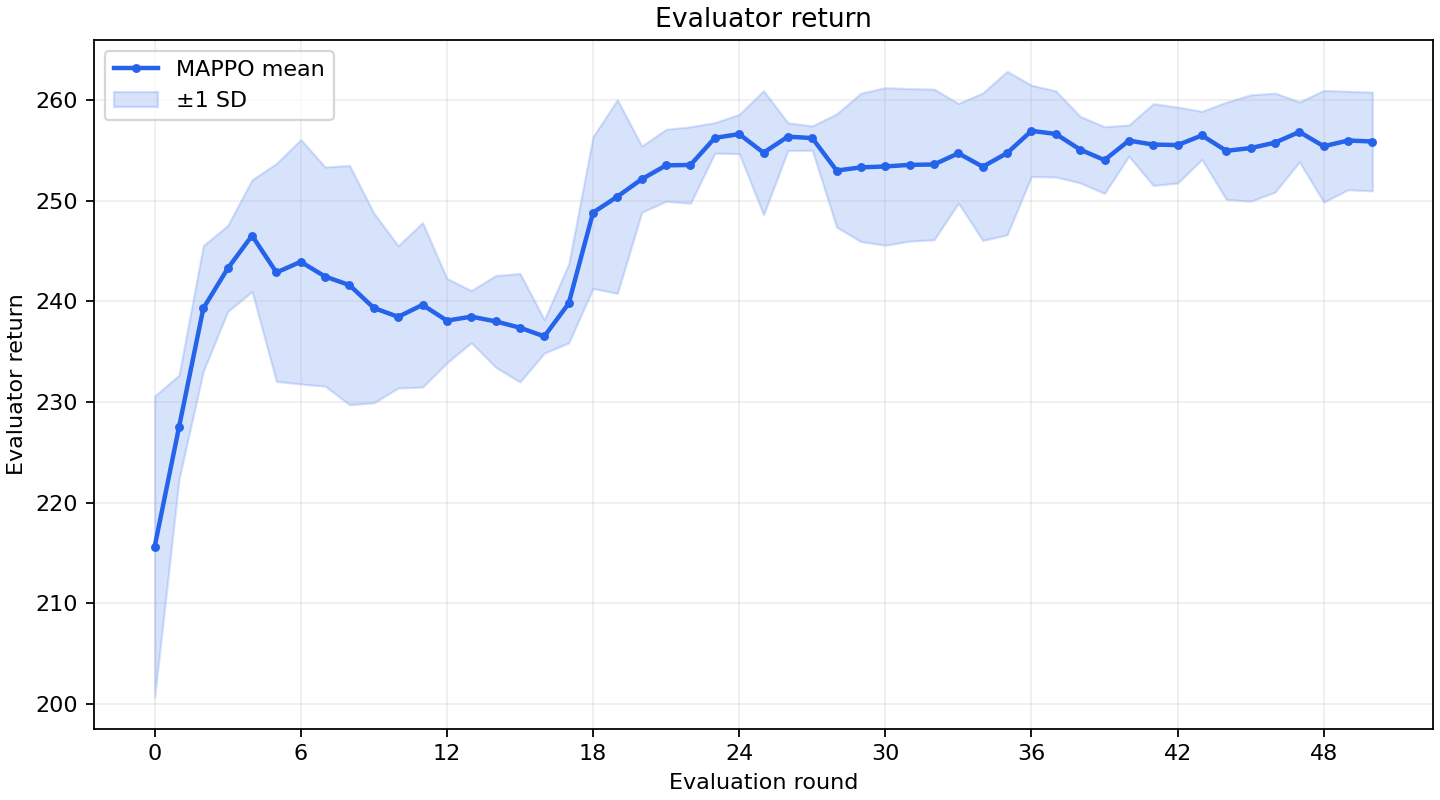 Evaluator return
MAPPO mean
±1 SD
260
250
240
230
220
210
200
Evaluator return
0 6 12 18 24 30 36 42 48
Evaluation round